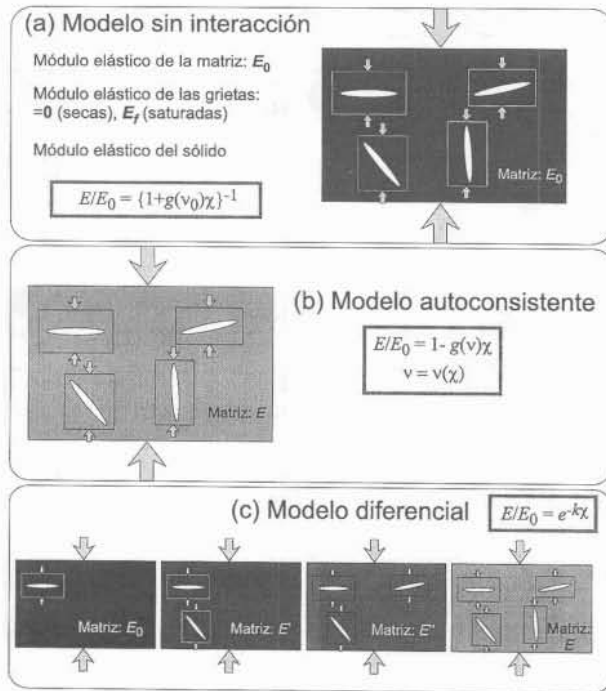 (a) Modelo sin interacción
Módulo elástico de la matriz: E₀
Módulo elástico de las grietas:
=0 (secas), E_f (saturadas)
Módulo elástico del sólido
E/E₀ = {1+g(ν₀)χ}⁻¹
Matriz: E₀
(b) Modelo autoconsistente
E/E₀ = 1- g(ν)χ
ν = ν(χ)
Matriz: E
(c) Modelo diferencial
E/E₀ = e⁻ᵏχ
Matriz: E₀
Matriz: E'
Matriz: E"
Matriz:
E